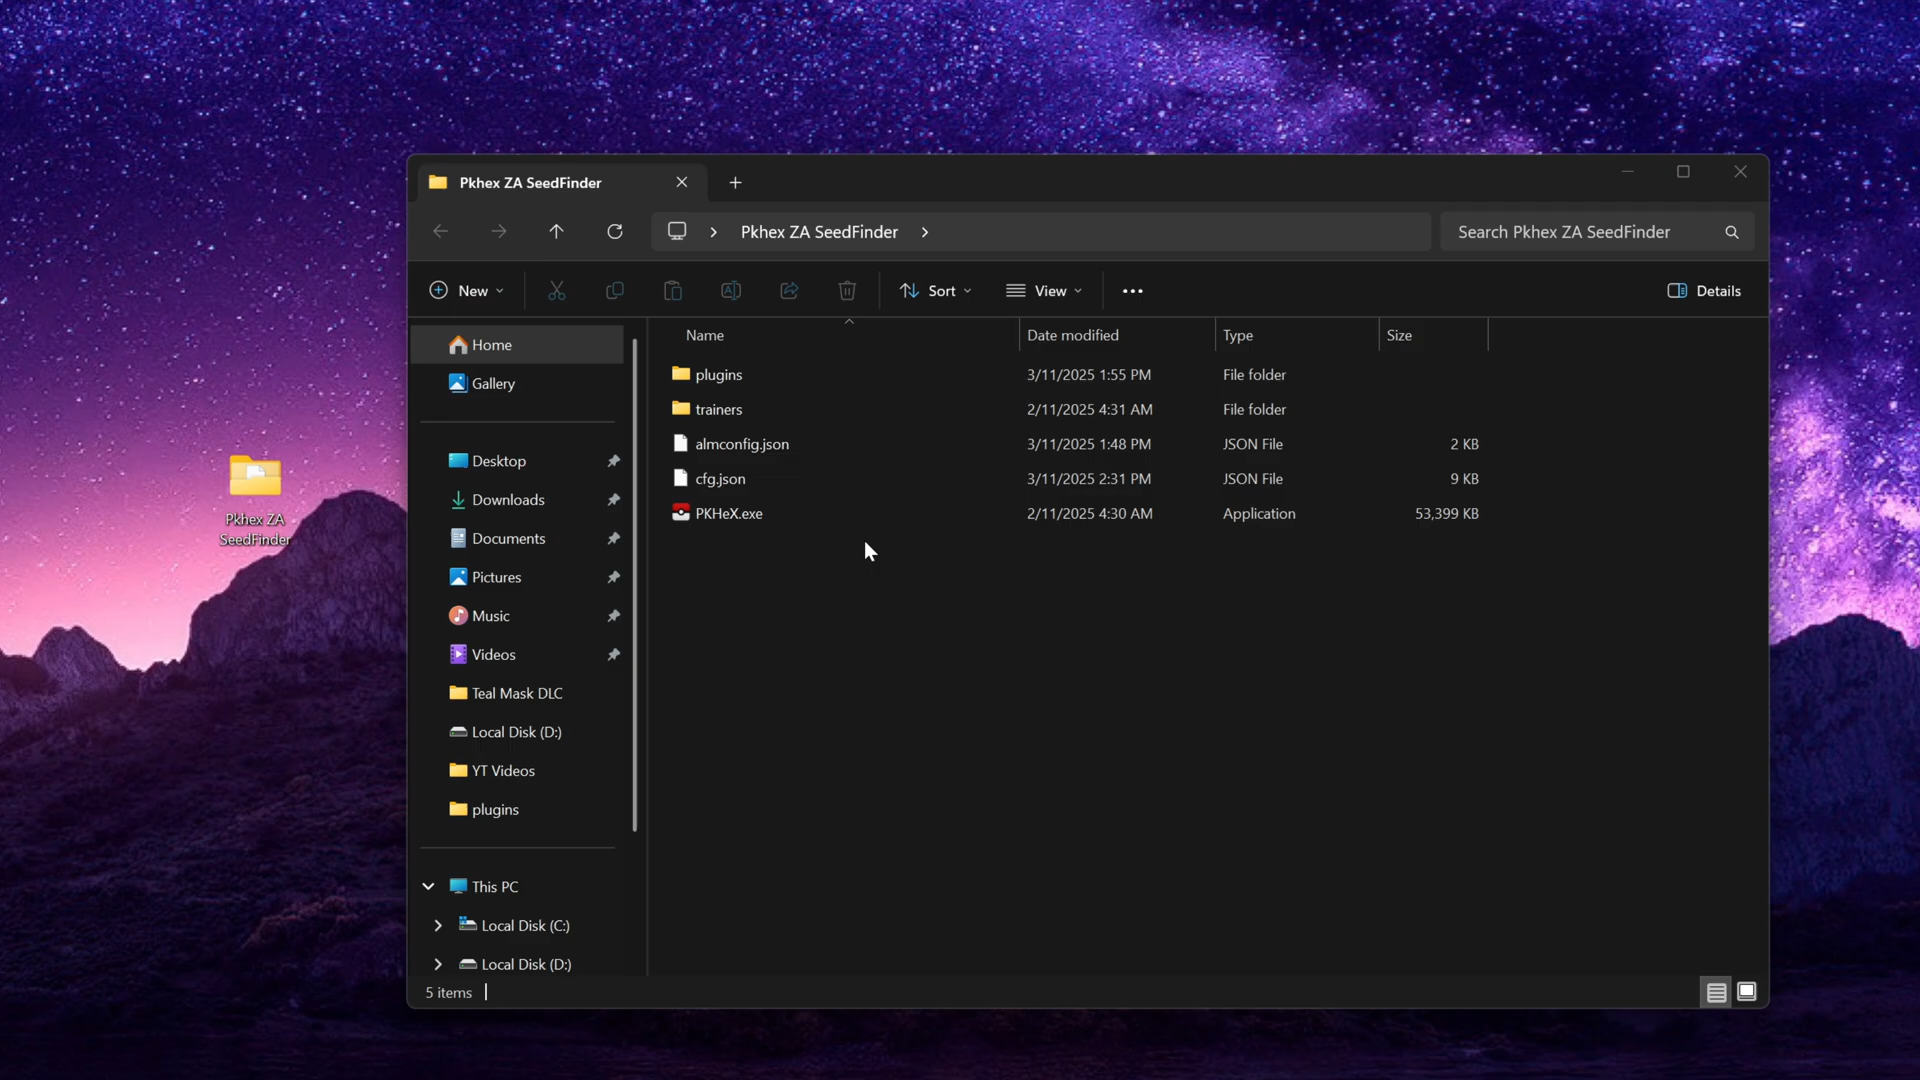 Pkhex ZA
SeedFinder
Pkhex ZA SeedFinder
Pkhex ZA SeedFinder
Search Pkhex ZA SeedFinder
New
Sort
View
Details
Home
Gallery
Desktop
Downloads
Documents
Pictures
Music
Videos
Teal Mask DLC
Local Disk (D:)
YT Videos
plugins
This PC
Local Disk (C:)
Local Disk (D:)
Name Date modified Type Size
plugins 3/11/2025 1:55 PM File folder
trainers 2/11/2025 4:31 AM File folder
almconfig.json 3/11/2025 1:48 PM JSON File 2 KB
cfg.json 3/11/2025 2:31 PM JSON File 9 KB
PKHeX.exe 2/11/2025 4:30 AM Application 53,399 KB
5 items